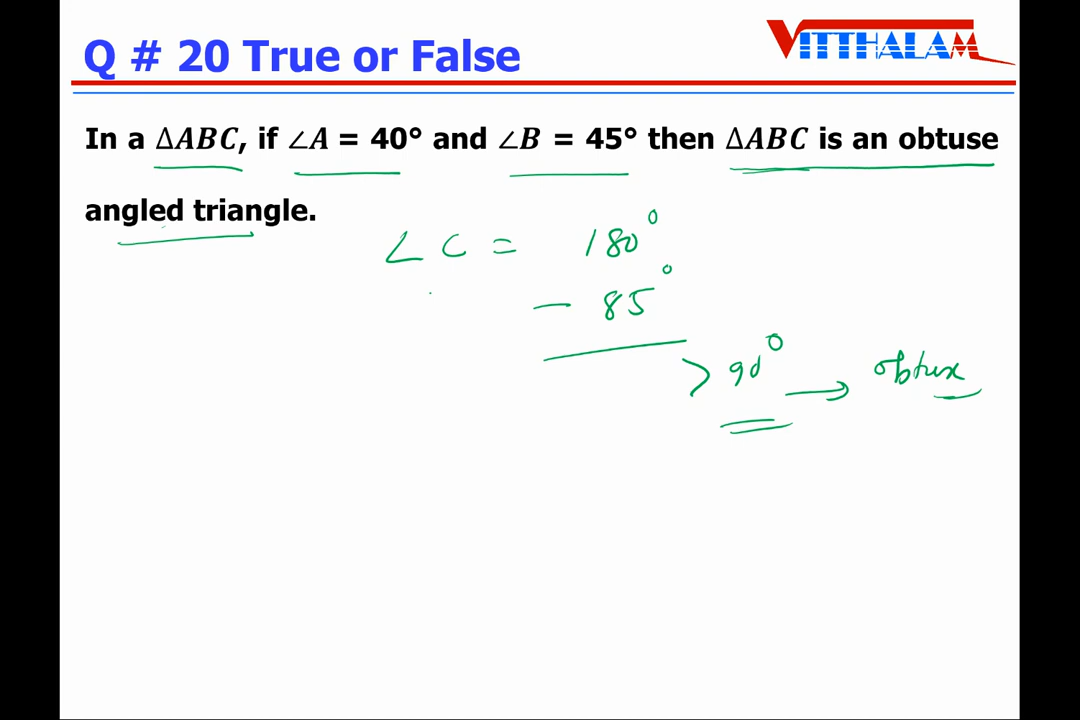 Q # 20 True or False
VITTHALAM
In a ΔABC, if ∠A = 40° and ∠B = 45° then ΔABC is an obtuse
angled triangle.
∠ C = 180°
− 85°
> 90° → obtuse